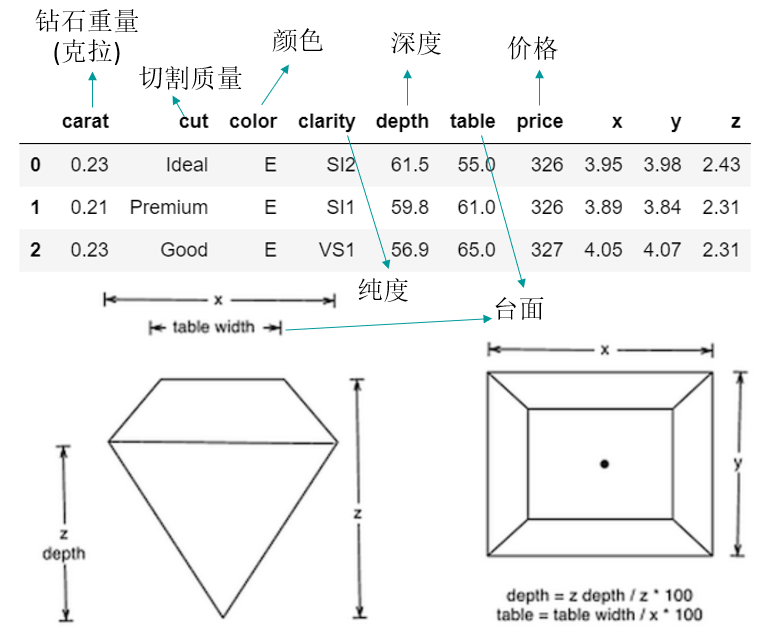 钻石重量
(克拉)
切割质量
颜色
深度
价格
carat cut color clarity depth table price x y z
0 0.23 Ideal E SI2 61.5 55.0 326 3.95 3.98 2.43
1 0.21 Premium E SI1 59.8 61.0 326 3.89 3.84 2.31
2 0.23 Good E VS1 56.9 65.0 327 4.05 4.07 2.31
纯度
台面
x
table width
x
z
depth
z
y
depth = z depth / z * 100
table = table width / x * 100